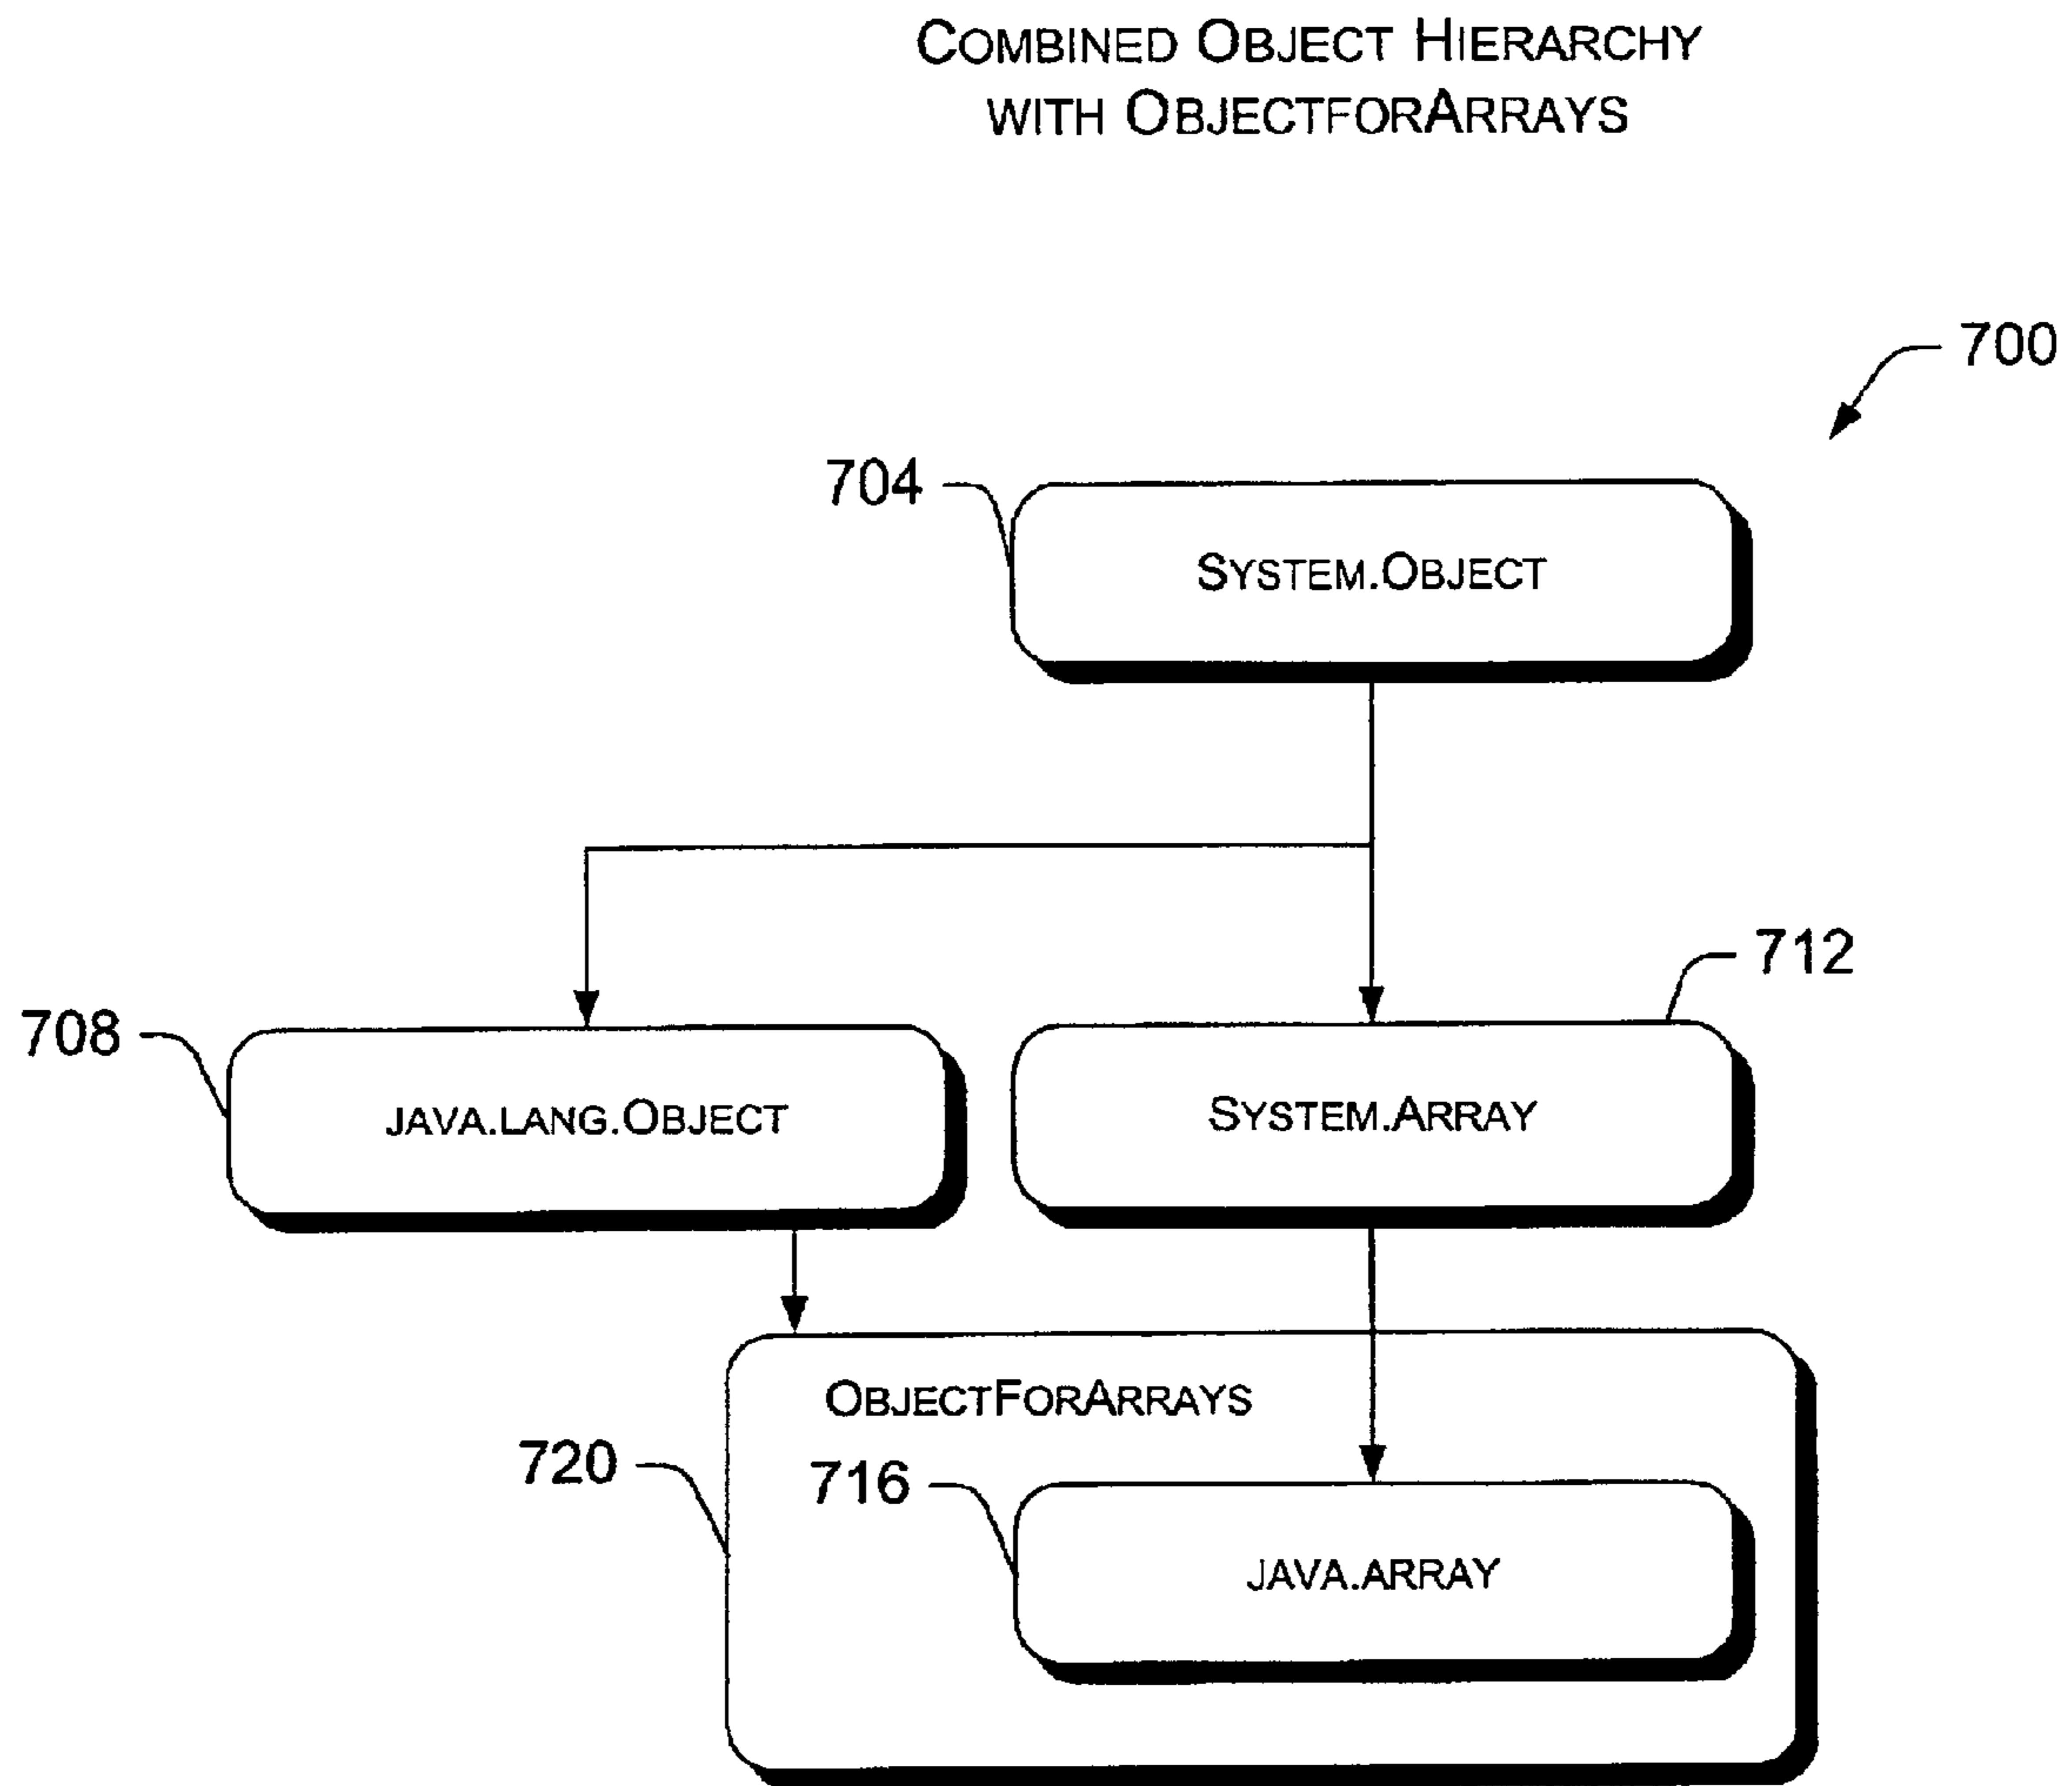 COMBINED OBJECT HIERARCHY
WITH OBJECTFORARRAYS
700
704
SYSTEM.OBJECT
712
708
JAVA.LANG.OBJECT
SYSTEM.ARRAY
OBJECTFORARRAYS
720
716
JAVA.ARRAY